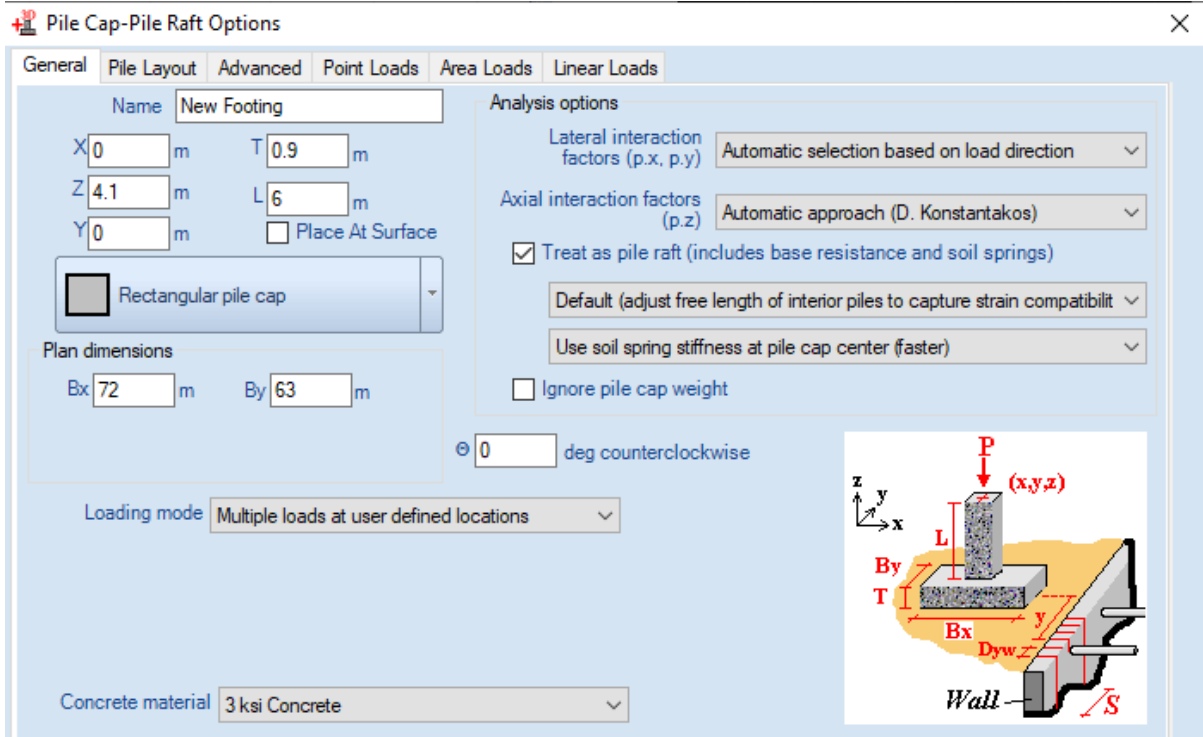 Pile Cap-Pile Raft Options
General Pile Layout Advanced Point Loads Area Loads Linear Loads
Name New Footing
X 0 m T 0.9 m
Z 4.1 m L 6 m
Y 0 m Place At Surface
Rectangular pile cap
Plan dimensions
Bx 72 m By 63 m
Analysis options
Lateral interaction
factors (p.x, p.y) Automatic selection based on load direction
Axial interaction factors
(p.z) Automatic approach (D. Konstantakos)
Treat as pile raft (includes base resistance and soil springs)
Default (adjust free length of interior piles to capture strain compatibilit
Use soil spring stiffness at pile cap center (faster)
Ignore pile cap weight
Θ 0 deg counterclockwise
Loading mode Multiple loads at user defined locations
Concrete material 3 ksi Concrete
P
(x,y,z)
z
y
x
L
By
T
Bx
y
Dyw
Wall
S